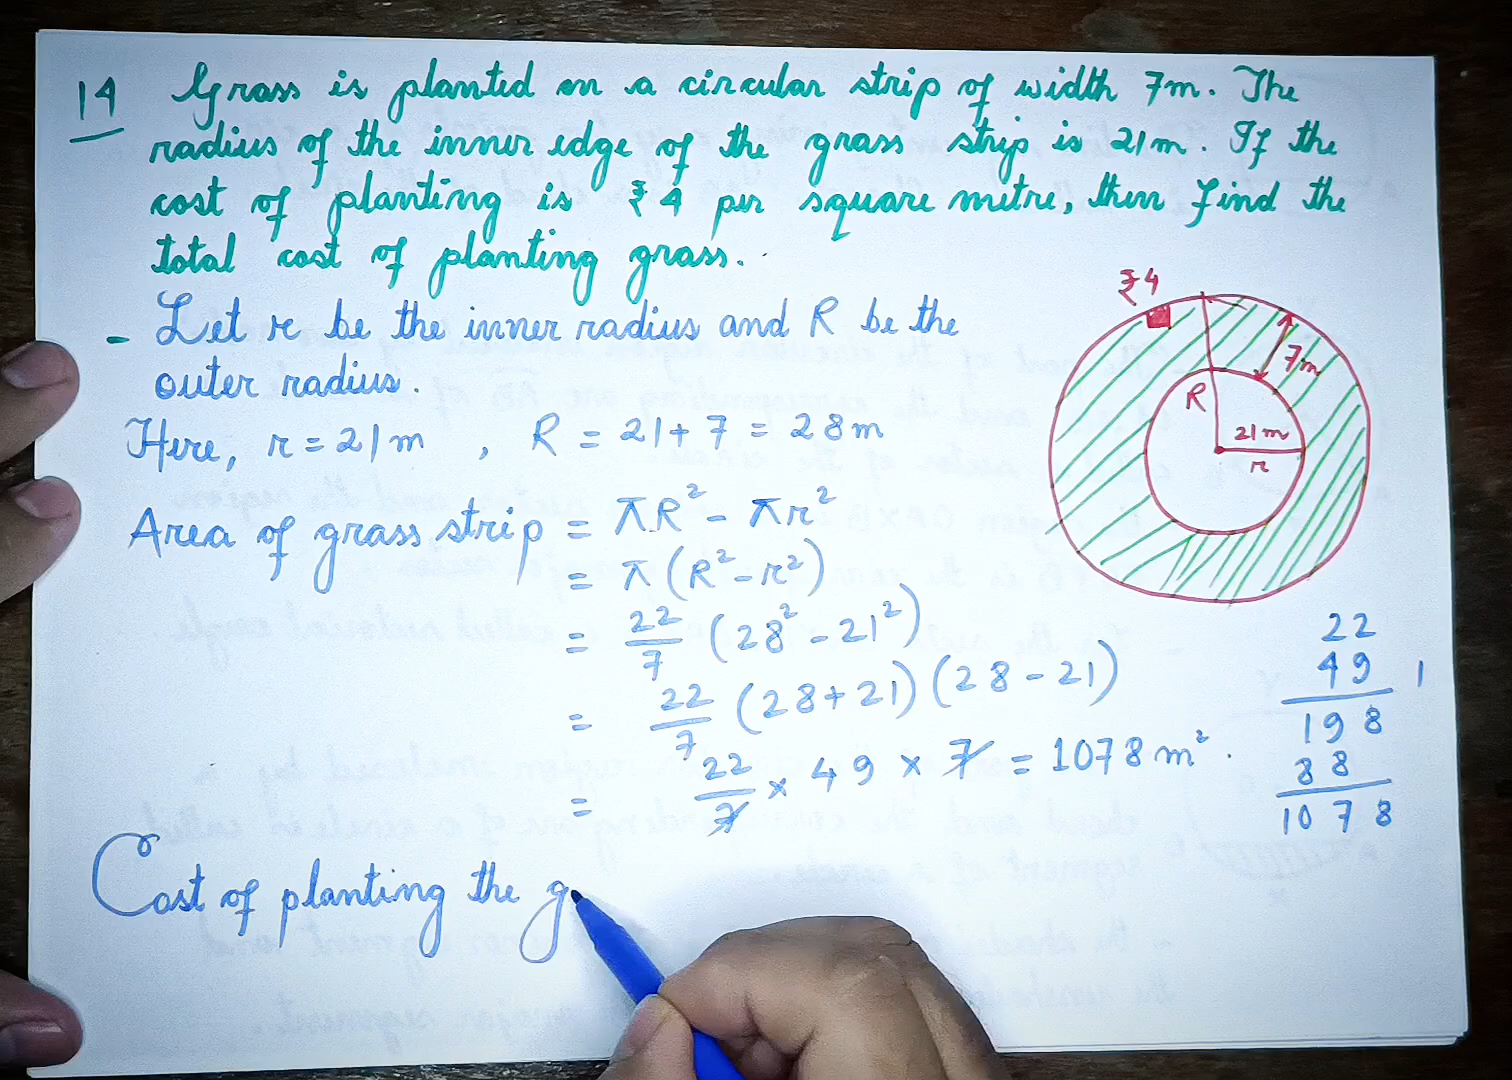 14 Grass is planted on a circular strip of width 7m. The
radius of the inner edge of the grass strip is 21m. If the
cost of planting is ₹4 per square metre, then find the
total cost of planting grass.
- Let r be the inner radius and R be the
outer radius.
Here, r = 21m , R = 21+7 = 28m
Area of grass strip = πR² - πr²
= π(R²-r²)
= 22/7 (28² - 21²)
= 22/7 (28+21)(28-21)
= 22/7 × 49 × 7 = 1078 m².
Cost of planting the g
₹4
7m
R
21m
r
22
49 1
198
88
1078